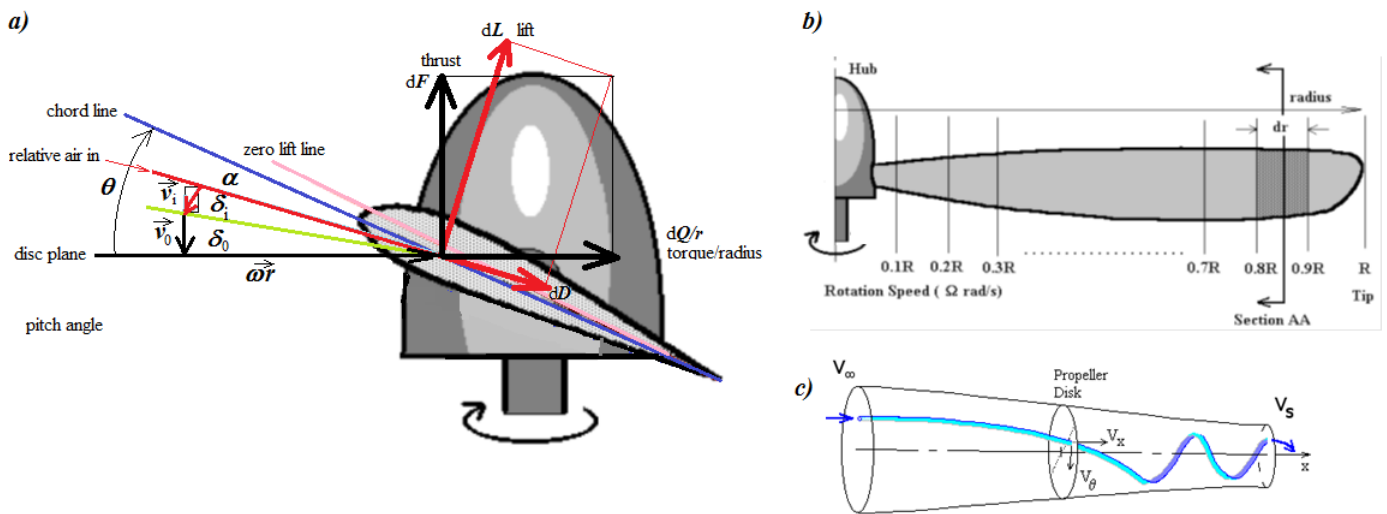 a)
dL lift
thrust
dF
chord line
zero lift line
relative air in
α
θ
v⃗i
δi
v⃗0
δ0
dQ/r
torque/radius
disc plane
ω⃗r
dD
pitch angle
b)
Hub
radius
dr
0.1R 0.2R 0.3R 0.7R 0.8R 0.9R R
Rotation Speed ( Ω rad/s)
Tip
Section AA
c)
V∞
Propeller
Disk
Vs
Vx
x
Vθ